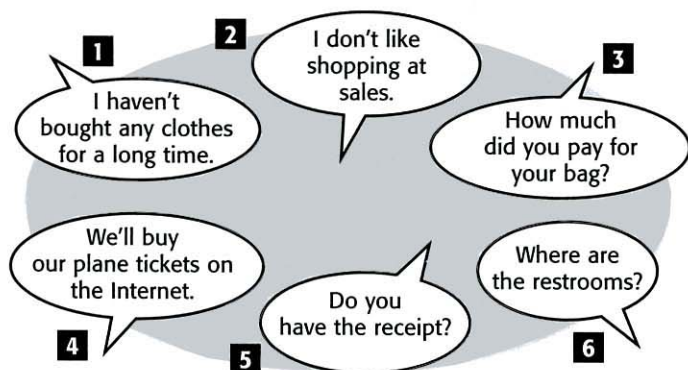 1
I haven't
bought any clothes
for a long time.
2
I don't like
shopping at
sales.
3
How much
did you pay for
your bag?
4
We'll buy
our plane tickets on
the Internet.
5
Do you
have the receipt?
6
Where are
the restrooms?